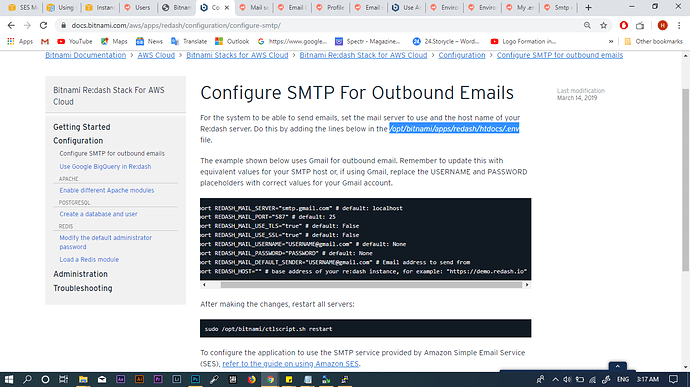 SES M
Using
Instan
Users
Bitnam
Co
Mail se
Email
Profile
Email
Use A
Enviro
Enviro
My .e
Smtp
docs.bitnami.com/aws/apps/redash/configuration/configure-smtp/
Apps
Gmail
YouTube
Maps
News
Translate
Outlook
https://www.google...
Spectr - Magazine...
24.Storycle – Word...
Logo Formation in...
Other bookmarks
Bitnami Documentation > AWS Cloud > Bitnami Stacks for AWS Cloud > Bitnami Re:dash Stack for AWS Cloud > Configuration > Configure SMTP for outbound emails
Bitnami Re:dash Stack For AWS
Cloud
Getting Started
Configuration
Configure SMTP for outbound emails
Use Google BigQuery in Re:dash
APACHE
Enable different Apache modules
POSTGRESQL
Create a database and user
REDIS
Modify the default administrator
password
Load a Redis module
Administration
Troubleshooting
Configure SMTP For Outbound Emails
Last modification
March 14, 2019
For the system to be able to send emails, set the mail server to use and the host name of your
Re:dash server. Do this by adding the lines below in the /opt/bitnami/apps/redash/htdocs/.env
file.
The example shown below uses Gmail for outbound email. Remember to update this with
equivalent values for your SMTP host or, if using Gmail, replace the USERNAME and PASSWORD
placeholders with correct values for your Gmail account.
port REDASH_MAIL_SERVER="smtp.gmail.com" # default: localhost
port REDASH_MAIL_PORT="587" # default: 25
port REDASH_MAIL_USE_TLS="true" # default: False
port REDASH_MAIL_USE_SSL="true" # default: False
port REDASH_MAIL_USERNAME="USERNAME@gmail.com" # default: None
port REDASH_MAIL_PASSWORD="PASSWORD" # default: None
port REDASH_MAIL_DEFAULT_SENDER="USERNAME@gmail.com" # Email address to send from
port REDASH_HOST="" # base address of your re:dash instance, for example: "https://demo.redash.io"
After making the changes, restart all servers:
sudo /opt/bitnami/ctlscript.sh restart
To configure the application to use the SMTP service provided by Amazon Simple Email Service
(SES), refer to the guide on using Amazon SES.
ENG
3:17 AM